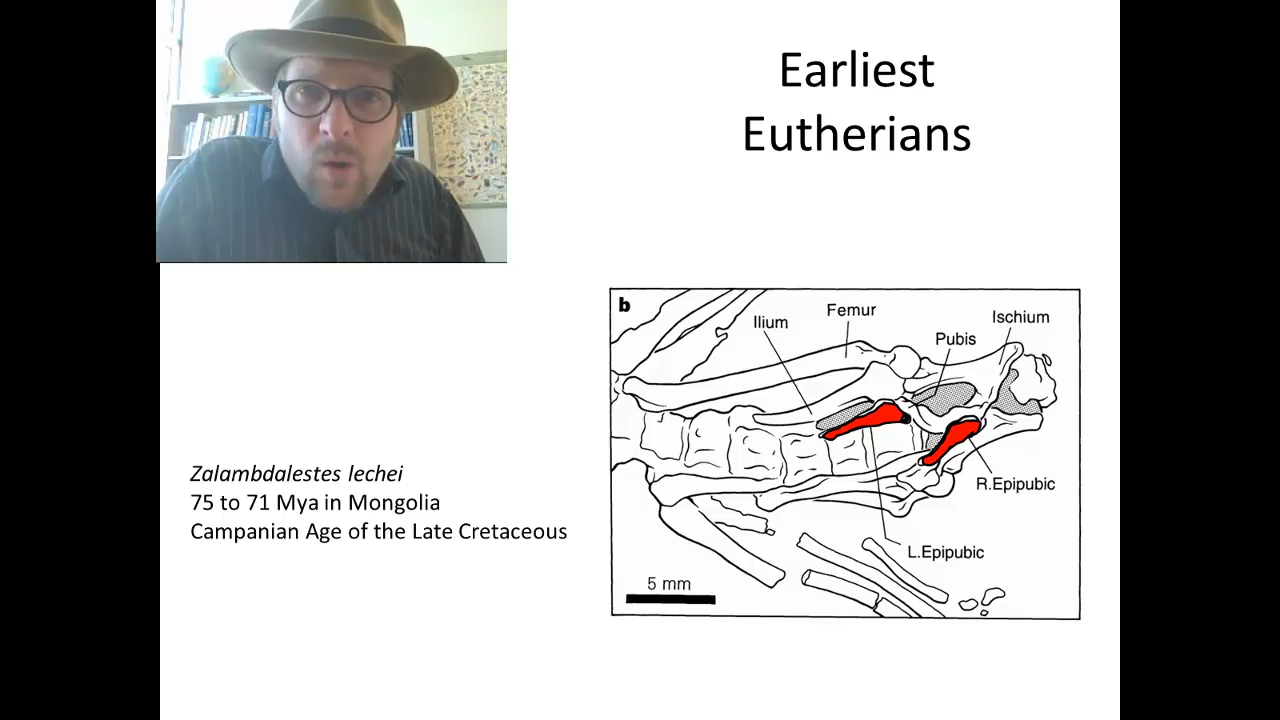 Earliest
Eutherians
b
Ilium
Femur
Ischium
Pubis
Zalambdalestes lechei
75 to 71 Mya in Mongolia
Campanian Age of the Late Cretaceous
R.Epipubic
L.Epipubic
5 mm